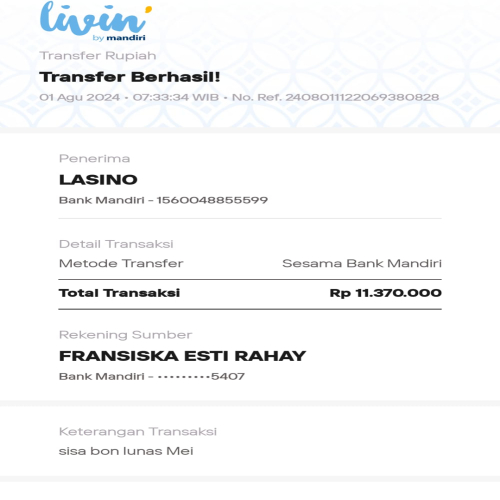 livin'
by mandiri
Transfer Rupiah
Transfer Berhasil!
01 Agu 2024 • 07:33:34 WIB • No. Ref. 2408011122069380828
Penerima
LASINO
Bank Mandiri - 1560048855599
Detail Transaksi
Metode Transfer Sesama Bank Mandiri
Total Transaksi Rp 11.370.000
Rekening Sumber
FRANSISKA ESTI RAHAY
Bank Mandiri - •••••••••5407
Keterangan Transaksi
sisa bon lunas Mei